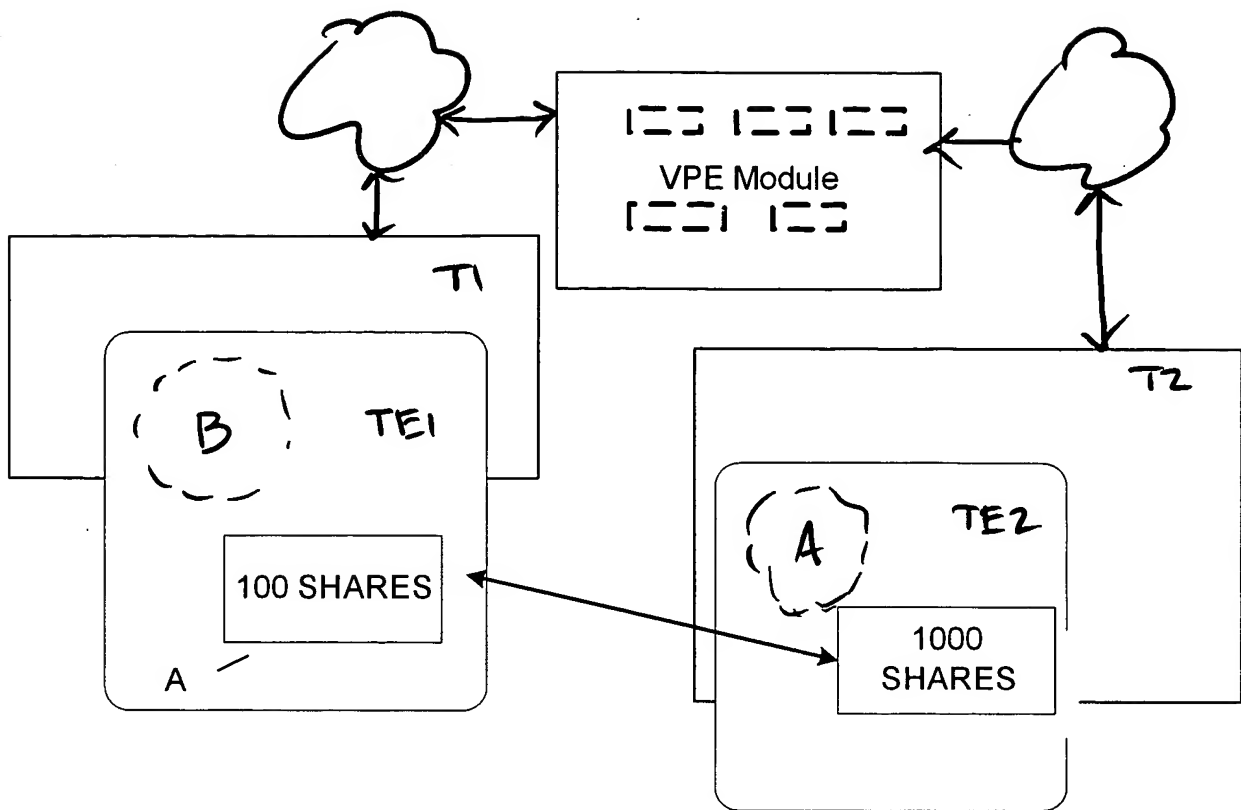 VPE Module
T1
B
TE1
100 SHARES
A
T2
A
TE2
1000
SHARES